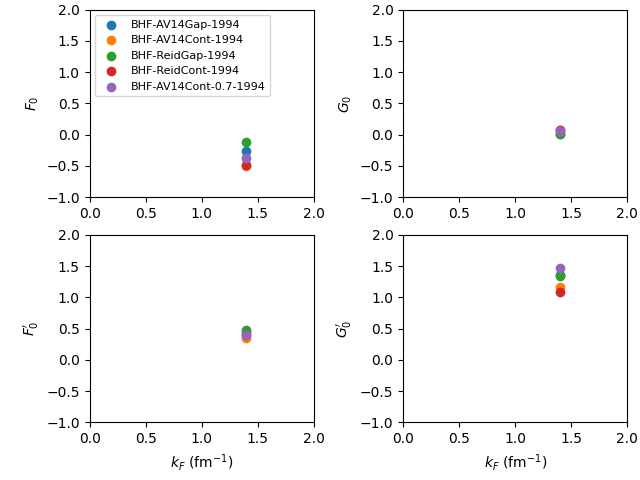 2.0
1.5
1.0
0.5
0.0
−0.5
−1.0
F₀
BHF-AV14Gap-1994
BHF-AV14Cont-1994
BHF-ReidGap-1994
BHF-ReidCont-1994
BHF-AV14Cont-0.7-1994
0.0 0.5 1.0 1.5 2.0
2.0
1.5
1.0
0.5
0.0
−0.5
−1.0
G₀
0.0 0.5 1.0 1.5 2.0
2.0
1.5
1.0
0.5
0.0
−0.5
−1.0
F₀′
0.0 0.5 1.0 1.5 2.0
k_F (fm⁻¹)
2.0
1.5
1.0
0.5
0.0
−0.5
−1.0
G₀′
0.0 0.5 1.0 1.5 2.0
k_F (fm⁻¹)